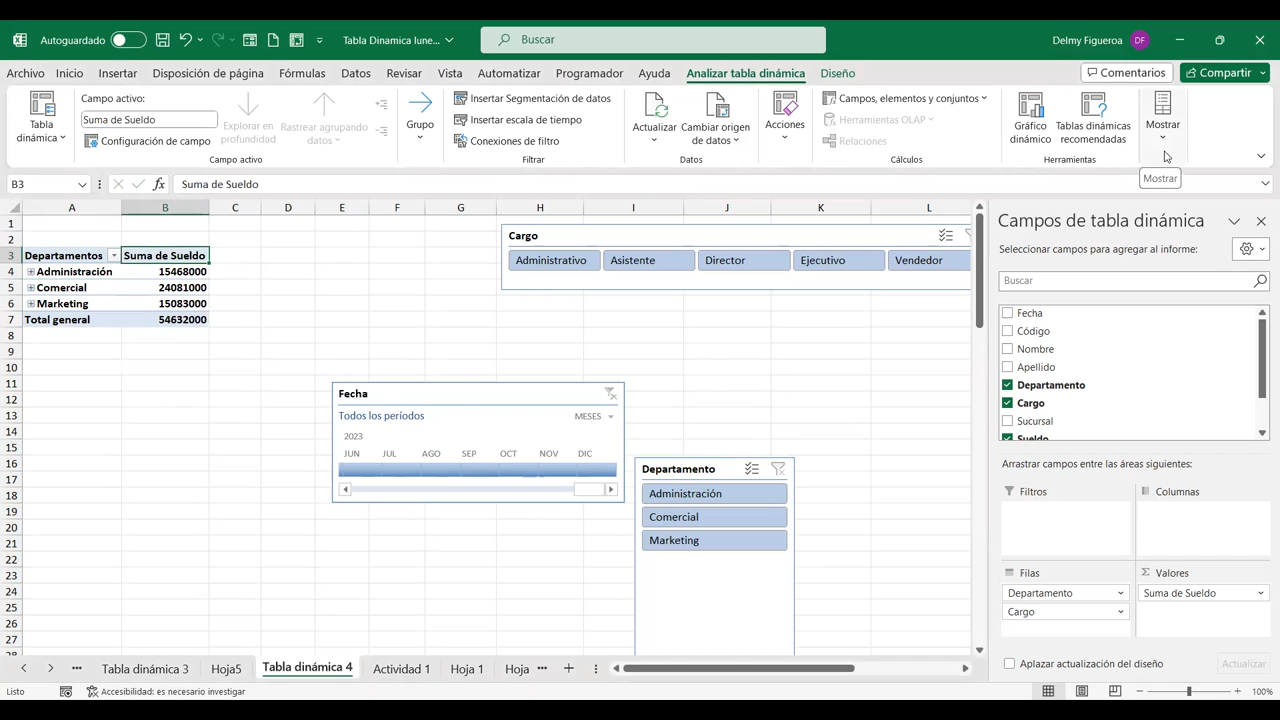 Autoguardado
Tabla Dinamica lune...
Buscar
Delmy Figueroa
DF
Archivo
Inicio
Insertar
Disposición de página
Fórmulas
Datos
Revisar
Vista
Automatizar
Programador
Ayuda
Analizar tabla dinámica
Diseño
Comentarios
Compartir
Tabla dinámica
Campo activo:
Suma de Sueldo
Configuración de campo
Explorar en profundidad
Rastrear agrupando datos
Campo activo
Grupo
Insertar Segmentación de datos
Insertar escala de tiempo
Conexiones de filtro
Filtrar
Actualizar
Cambiar origen de datos
Datos
Acciones
Campos, elementos y conjuntos
Herramientas OLAP
Relaciones
Cálculos
Gráfico dinámico
Tablas dinámicas recomendadas
Herramientas
Mostrar
Mostrar
B3
fx
Suma de Sueldo
A B C D E F G H I J K L
1
2
3 Departamentos Suma de Sueldo
4 Administración 15468000
5 Comercial 24081000
6 Marketing 15083000
7 Total general 54632000
8
9
10
11
12
13
14
15
16
17
18
19
20
21
22
23
24
25
26
27
Cargo
Administrativo Asistente Director Ejecutivo Vendedor
Fecha
Todos los períodos MESES
2023
JUN JUL AGO SEP OCT NOV DIC
Departamento
Administración
Comercial
Marketing
Campos de tabla dinámica
Seleccionar campos para agregar al informe:
Buscar
Fecha
Código
Nombre
Apellido
Departamento
Cargo
Sucursal
Sueldo
Arrastrar campos entre las áreas siguientes:
Filtros
Columnas
Filas
Departamento
Cargo
Σ Valores
Suma de Sueldo
Aplazar actualización del diseño
Actualizar
... Tabla dinámica 3 Hoja5 Tabla dinámica 4 Actividad 1 Hoja 1 Hoja ...
Listo
Accesibilidad: es necesario investigar
100%